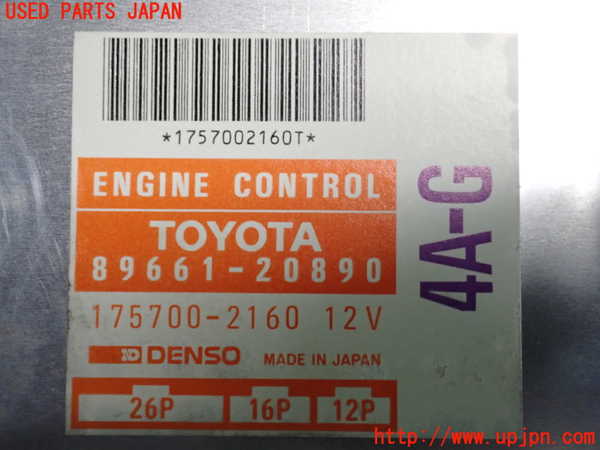 USED PARTS JAPAN
*1757002160T*
ENGINE CONTROL
TOYOTA
89661-20890
175700-2160 12V
ND DENSO MADE IN JAPAN
26P 16P 12P
4A-G
http://www.upjpn.com